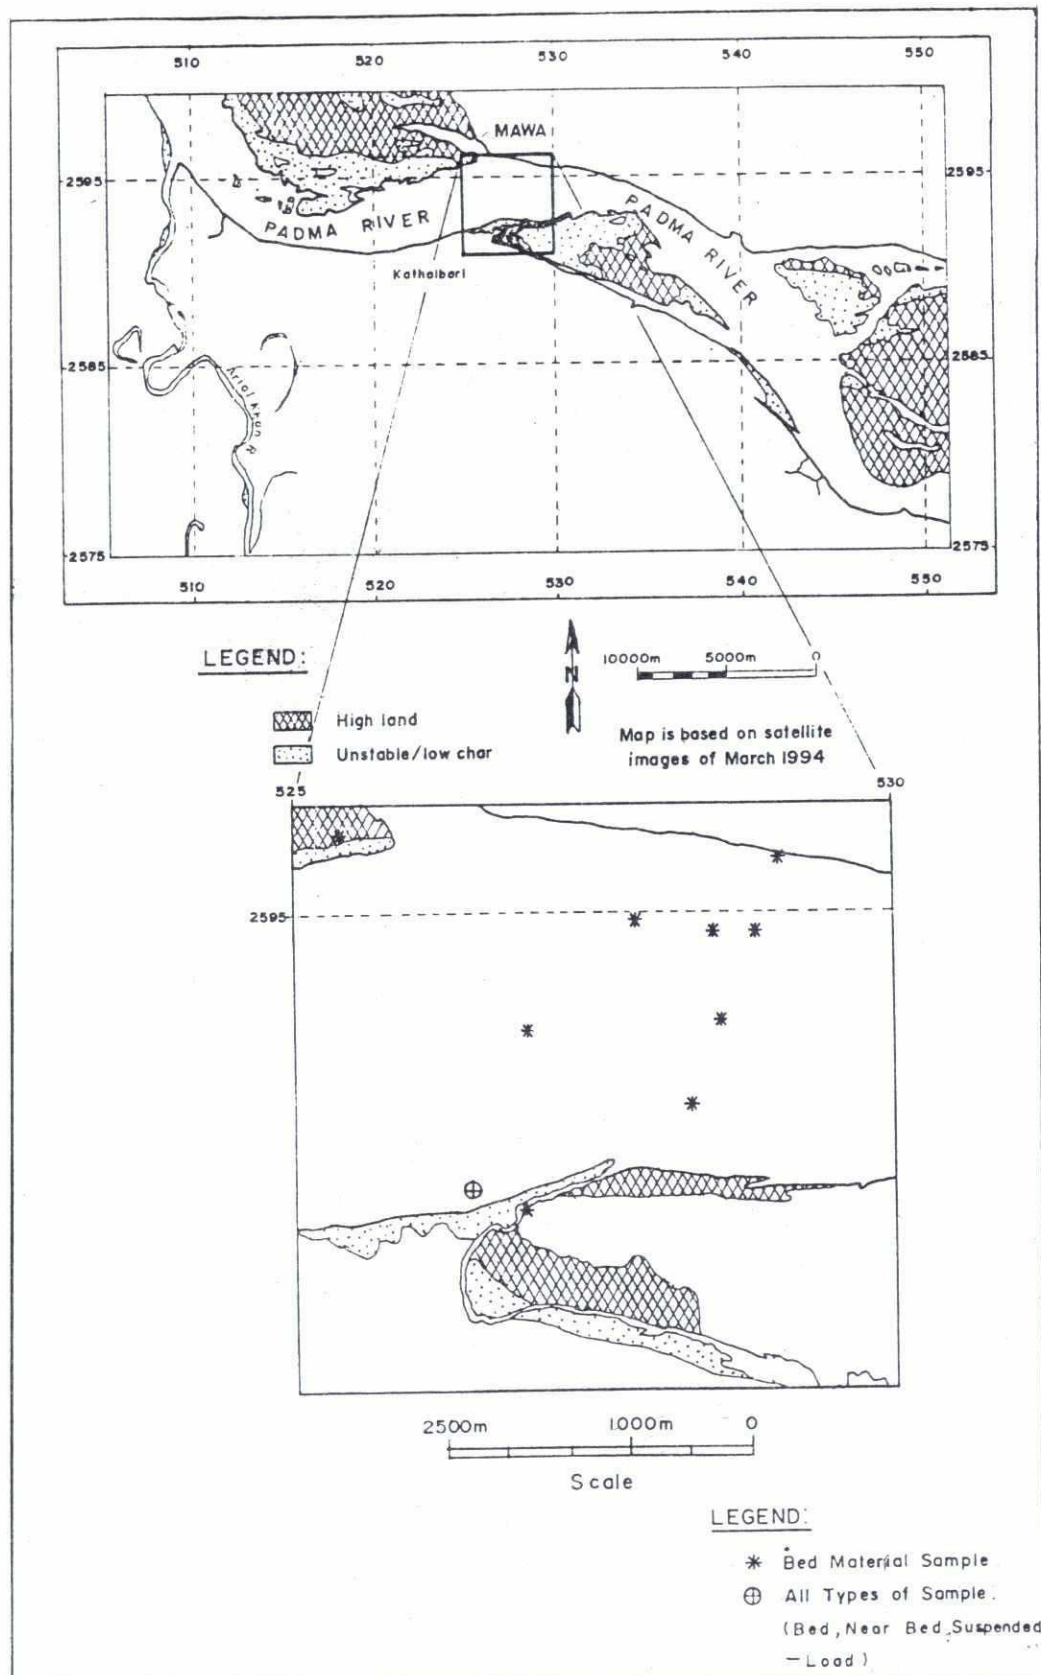 510 520 530 540 550
MAWA
2595 2595
PADMA RIVER
PADMA RIVER
Kathalbari
2585 2585
Arial Khan R.
2575 2575
510 520 530 540 550
LEGEND:
10000m 5000m 0
N
High land
Unstable/low char
Map is based on satellite
images of March 1994
525 530
2595
2500m 1000m 0
Scale
LEGEND:
Bed Material Sample
All Types of Sample.
(Bed, Near Bed, Suspended
—Load)